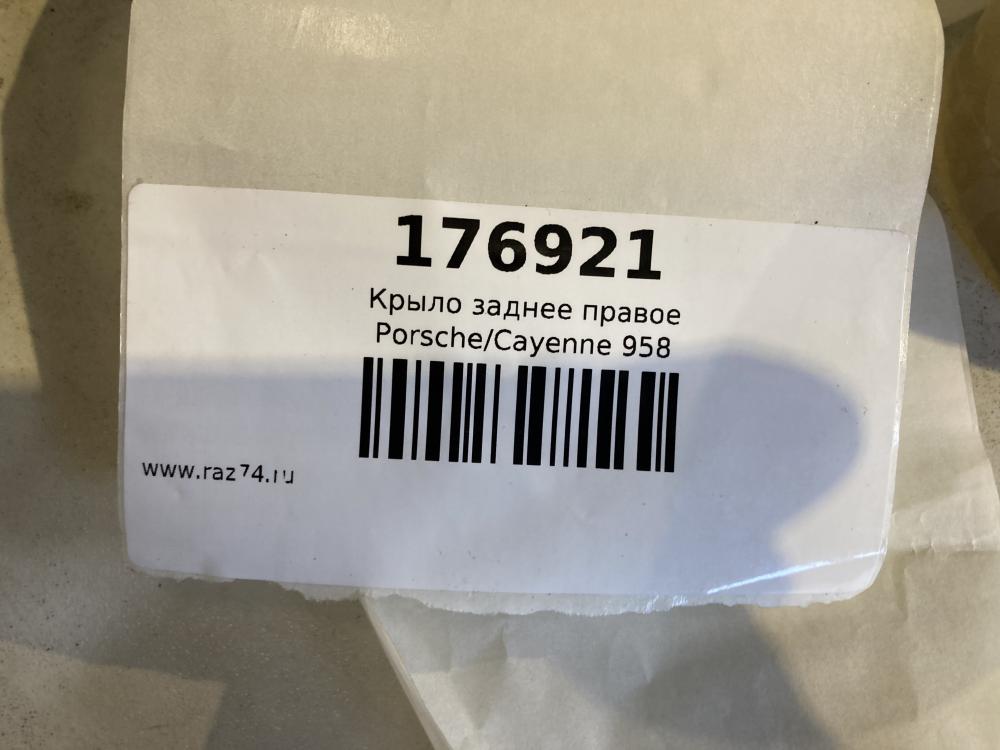 176921
Крыло заднее правое
Porsche/Cayenne 958
www.raz74.ru